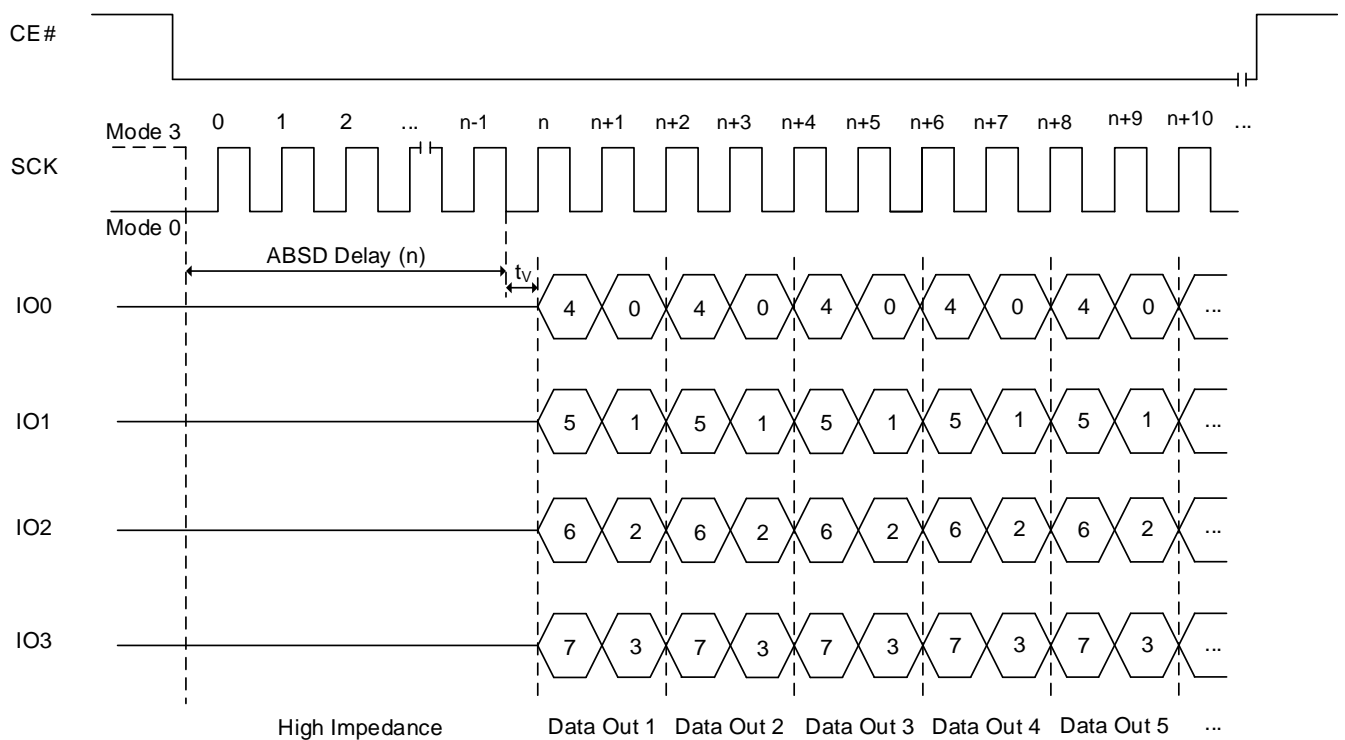 CE#
0 1 2 ... n-1 n n+1 n+2 n+3 n+4 n+5 n+6 n+7 n+8 n+9 n+10 ...
Mode 3
SCK
Mode 0
ABSD Delay (n)
tV
IO0 4 0 4 0 4 0 4 0 4 0 ...
IO1 5 1 5 1 5 1 5 1 5 1 ...
IO2 6 2 6 2 6 2 6 2 6 2 ...
IO3 7 3 7 3 7 3 7 3 7 3 ...
High Impedance Data Out 1 Data Out 2 Data Out 3 Data Out 4 Data Out 5 ...